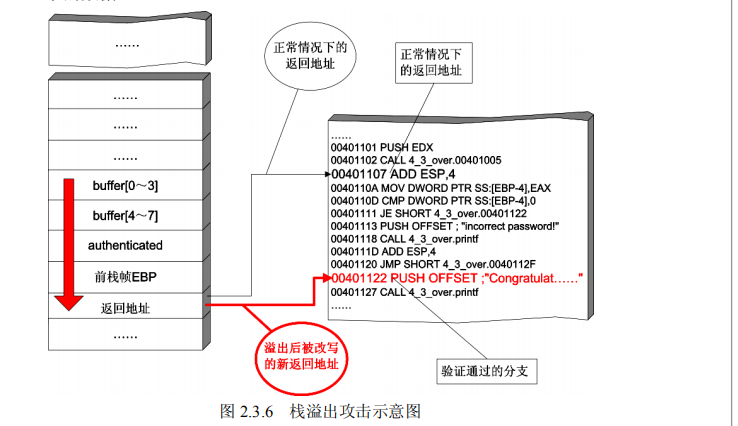 ……
……
……
……
buffer[0～3]
buffer[4～7]
authenticated
前栈帧EBP
返回地址
……
正常情况下的
返回地址
正常情况下
的返回地址
……
00401101 PUSH EDX
00401102 CALL 4_3_over.00401005
00401107 ADD ESP,4
0040110A MOV DWORD PTR SS:[EBP-4],EAX
0040110D CMP DWORD PTR SS:[EBP-4],0
00401111 JE SHORT 4_3_over.00401122
00401113 PUSH OFFSET ; "incorrect password!"
00401118 CALL 4_3_over.printf
0040111D ADD ESP,4
00401120 JMP SHORT 4_3_over.0040112F
00401122 PUSH OFFSET ;"Congratulat……"
00401127 CALL 4_3_over.printf
……
溢出后被改写
的新返回地址
验证通过的分支
图 2.3.6 栈溢出攻击示意图